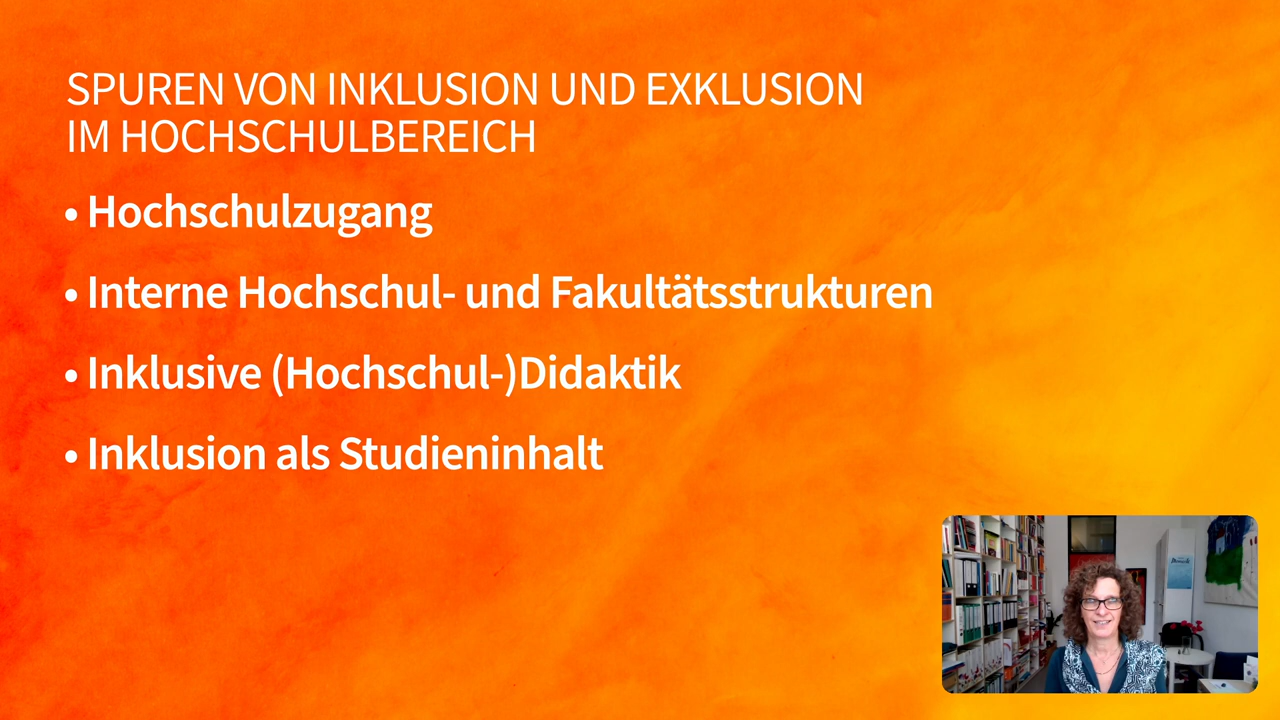 SPUREN VON INKLUSION UND EXKLUSION
IM HOCHSCHULBEREICH
• Hochschulzugang
• Interne Hochschul- und Fakultätsstrukturen
• Inklusive (Hochschul-)Didaktik
• Inklusion als Studieninhalt